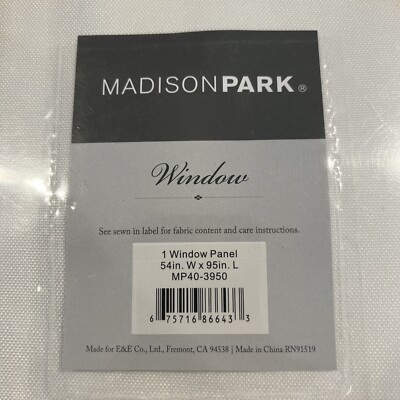 MADISONPARK®
Window
See sewn in label for fabric content and care instructions.
1 Window Panel
54in. W x 95in. L
MP40-3950
6 75716 86643 3
Made for E&E Co., Ltd., Fremont, CA 94538 | Made in China RN91519